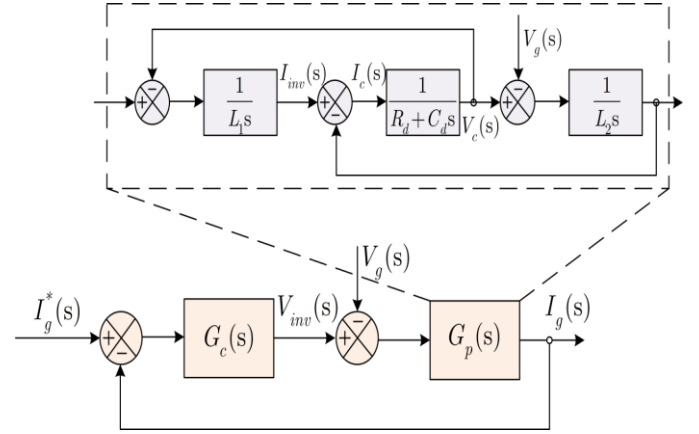 V_g(s)
I_inv(s) I_c(s)
− + 1/(L_1s) + − 1/(R_d+C_ds) V_c(s) − + 1/(L_2s)
V_g(s)
I_g^*(s) V_inv(s) I_g(s)
+ − G_c(s) − + G_p(s)